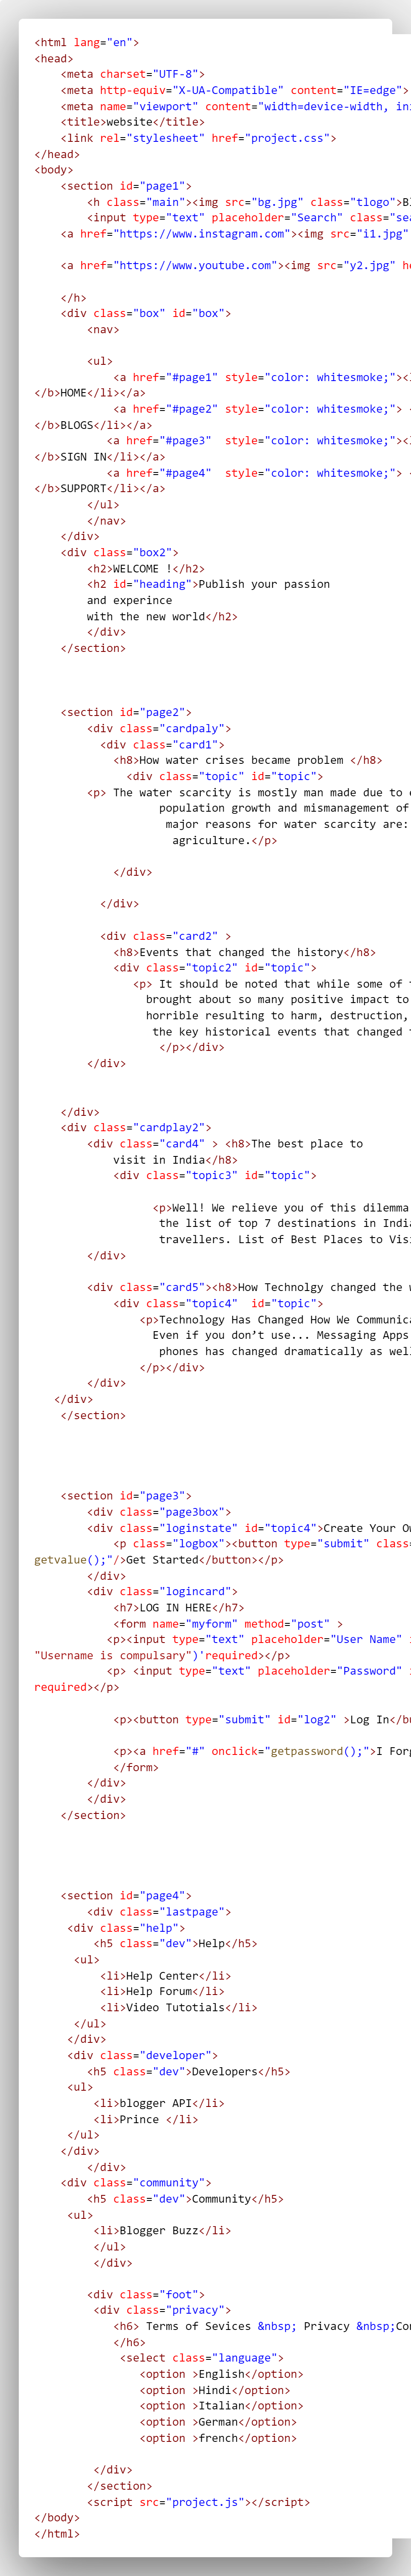 <html lang="en">
<head>
<meta charset="UTF-8">
<meta http-equiv="X-UA-Compatible" content="IE=edge">
<meta name="viewport" content="width=device-width,
<title>website</title>
<link rel="stylesheet" href="project.css">
</head>
<body>
<section id="page1">
<h class="main"><img src="bg.jpg" class="tlogo">
<input type="text" placeholder="Search" class=
<a href="https://www.instagram.com"><img src="i1.jpg"
<a href="https://www.youtube.com"><img src="y2.jpg"
</h>
<div class="box" id="box">
<nav>
<ul>
<a href="#page1" style="color: whitesmoke;">
</b>HOME</li></a>
<a href="#page2" style="color: whitesmoke;"> <
</b>BLOGS</li></a>
<a href="#page3"  style="color: whitesmoke;">
</b>SIGN IN</li></a>
<a href="#page4"  style="color: whitesmoke;"> <
</b>SUPPORT</li></a>
</ul>
</nav>
</div>
<div class="box2">
<h2>WELCOME !</h2>
<h2 id="heading">Publish your passion
and experince
with the new world</h2>
</div>
</section>
<section id="page2">
<div class="cardpaly">
<div class="card1">
<h8>How water crises became problem </h8>
<div class="topic" id="topic">
<p> The water scarcity is mostly man made due to
population growth and mismanagement of
major reasons for water scarcity are:
agriculture.</p>
</div>
</div>
<div class="card2" >
<h8>Events that changed the history</h8>
<div class="topic2" id="topic">
<p> It should be noted that while some of
brought about so many positive impact to
horrible resulting to harm, destruction,
the key historical events that changed
</p></div>
</div>
</div>
<div class="cardplay2">
<div class="card4" > <h8>The best place to
visit in India</h8>
<div class="topic3" id="topic">
<p>Well! We relieve you of this dilemma
the list of top 7 destinations in
travellers. List of Best Places to
</div>
<div class="card5"><h8>How Technolgy changed the
<div class="topic4"  id="topic">
<p>Technology Has Changed How We
Even if you don’t use... Messaging Apps
phones has changed dramatically as
</p></div>
</div>
</div>
</section>
<section id="page3">
<div class="page3box">
<div class="loginstate" id="topic4">Create Your
<p class="logbox"><button type="submit"
getvalue();"/>Get Started</button></p>
</div>
<div class="logincard">
<h7>LOG IN HERE</h7>
<form name="myform" method="post" >
<p><input type="text" placeholder="User Name"
"Username is compulsary")'required></p>
<p> <input type="text" placeholder="Password"
required></p>
<p><button type="submit" id="log2" >Log In
<p><a href="#" onclick="getpassword();">I
</form>
</div>
</div>
</section>
<section id="page4">
<div class="lastpage">
<div class="help">
<h5 class="dev">Help</h5>
<ul>
<li>Help Center</li>
<li>Help Forum</li>
<li>Video Tutotials</li>
</ul>
</div>
<div class="developer">
<h5 class="dev">Developers</h5>
<ul>
<li>blogger API</li>
<li>Prince </li>
</ul>
</div>
</div>
<div class="community">
<h5 class="dev">Community</h5>
<ul>
<li>Blogger Buzz</li>
</ul>
</div>
<div class="foot">
<div class="privacy">
<h6> Terms of Sevices &nbsp; Privacy &nbsp;
</h6>
<select class="language">
<option >English</option>
<option >Hindi</option>
<option >Italian</option>
<option >German</option>
<option >french</option>
</div>
</section>
<script src="project.js"></script>
</body>
</html>